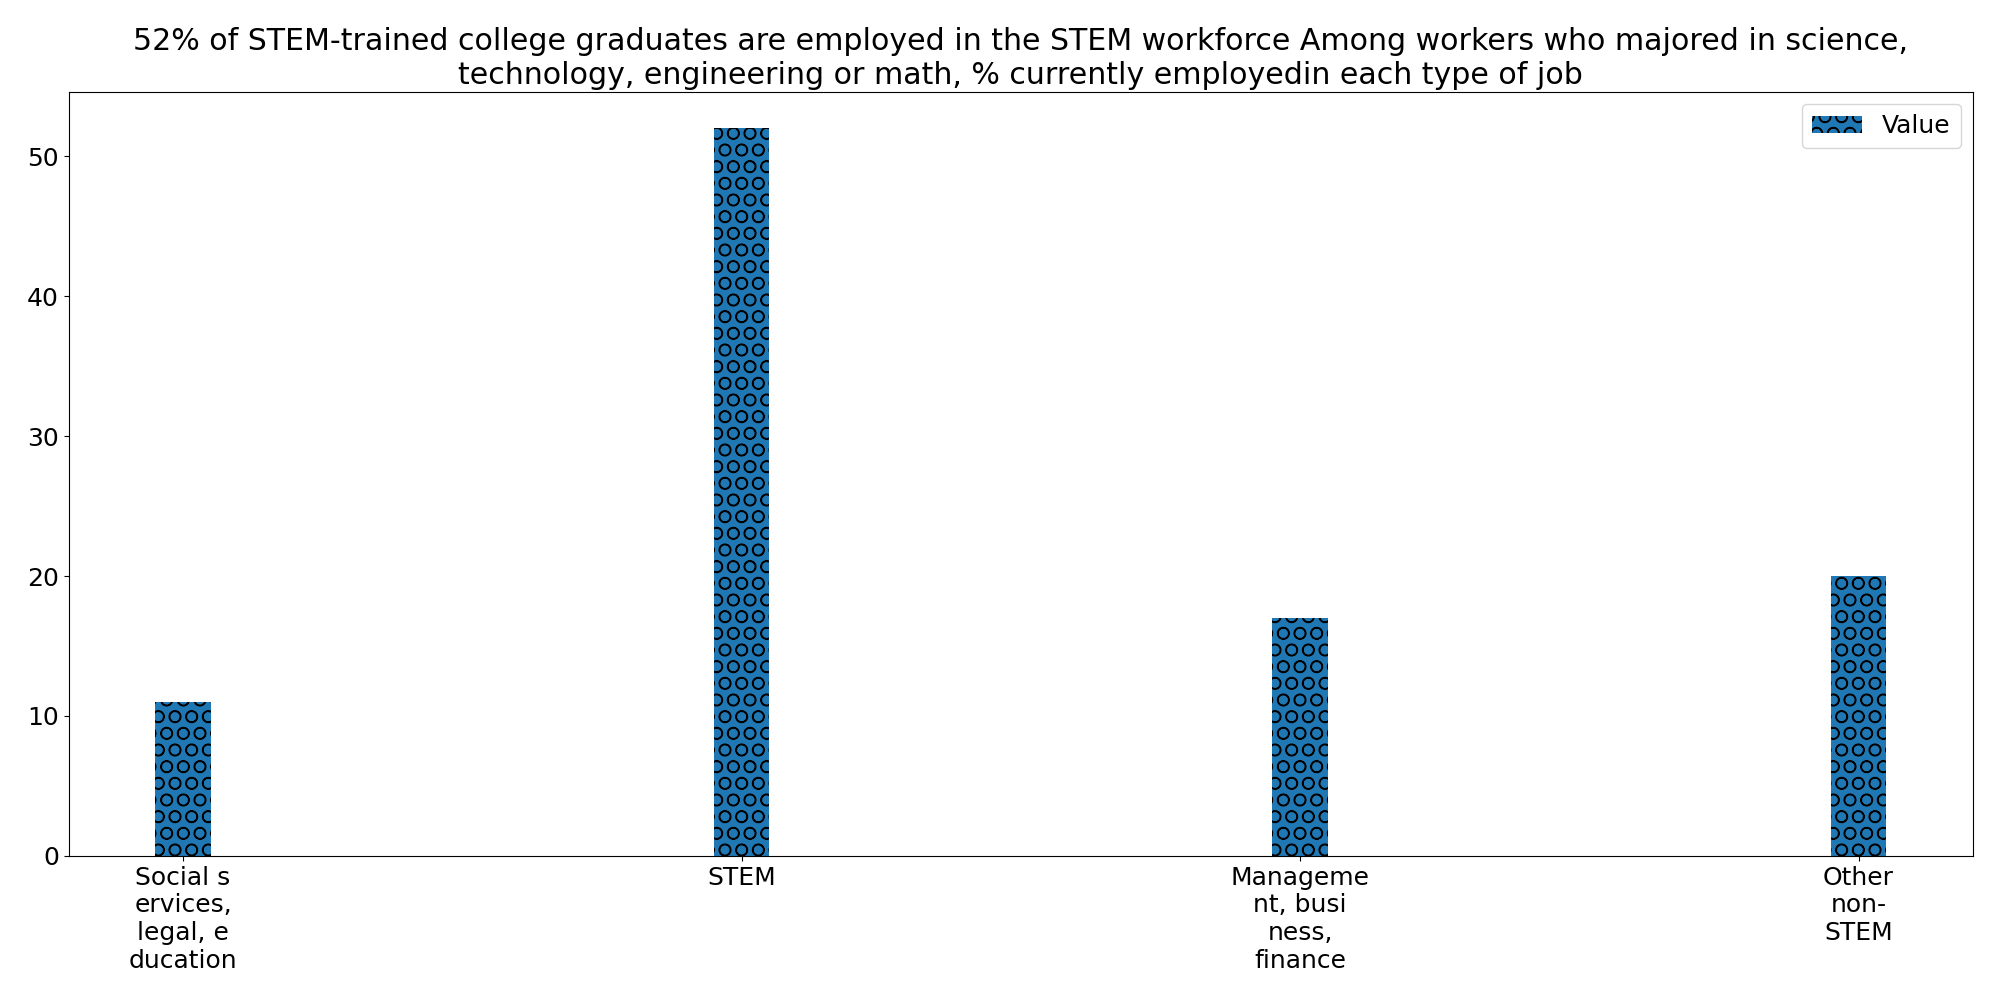 52% of STEM-trained college graduates are employed in the STEM workforce Among workers who majored in science,
technology, engineering or math, % currently employedin each type of job
Value
50
40
30
20
10
0
Social s
ervices,
legal, e
ducation
STEM
Manageme
nt, busi
ness,
finance
Other
non-
STEM